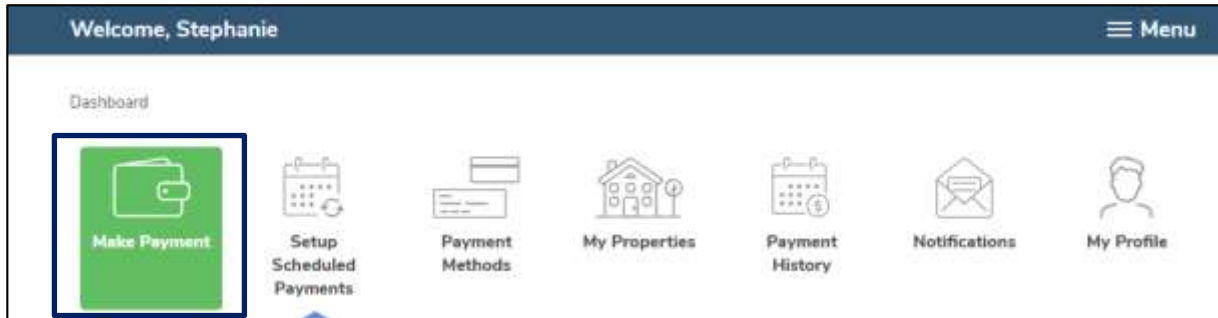 Welcome, Stephanie
Menu
Dashboard
Make Payment
Setup
Scheduled
Payments
Payment
Methods
My Properties
Payment
History
Notifications
My Profile